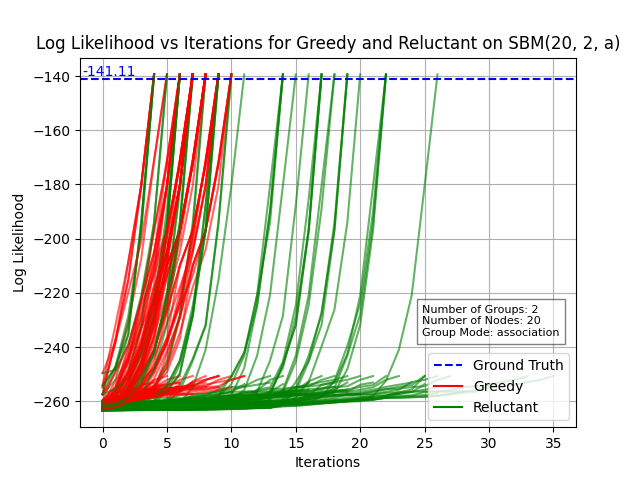 Log Likelihood vs Iterations for Greedy and Reluctant on SBM(20, 2, a)
Log Likelihood
−140
−160
−180
−200
−220
−240
−260
-141.11
Number of Groups: 2
Number of Nodes: 20
Group Mode: association
Ground Truth
Greedy
Reluctant
0 5 10 15 20 25 30 35
Iterations